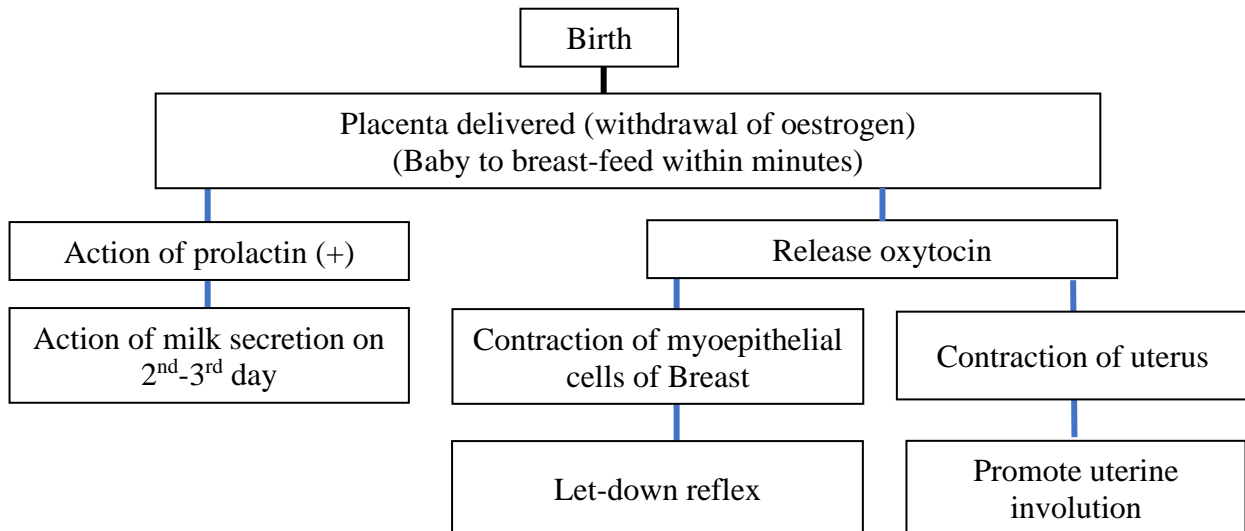 Birth
Placenta delivered (withdrawal of oestrogen)
(Baby to breast-feed within minutes)
Action of prolactin (+)
Release oxytocin
Action of milk secretion on
2nd-3rd day
Contraction of myoepithelial
cells of Breast
Contraction of uterus
Let-down reflex
Promote uterine
involution